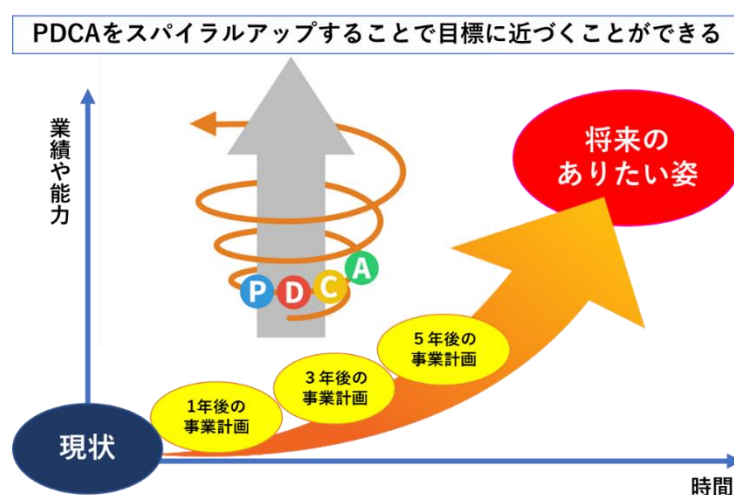 PDCAをスパイラルアップすることで目標に近づくことができる
業績や能力
将来の
ありたい姿
P D C A
5年後の
事業計画
3年後の
事業計画
1年後の
事業計画
現状
時間